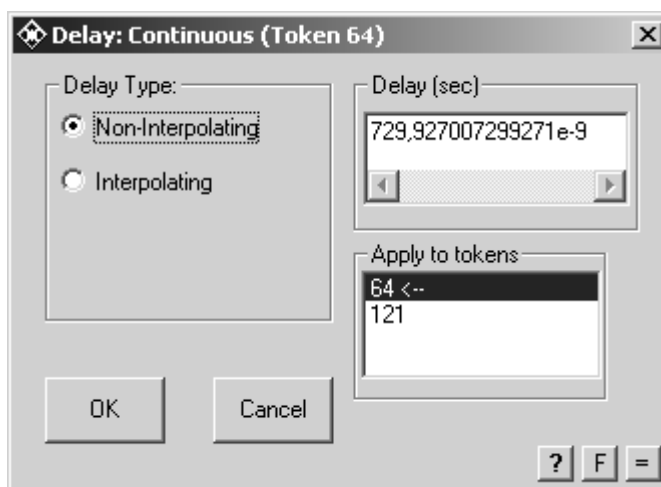 Delay: Continuous (Token 64)
Delay Type:
Non-Interpolating
Interpolating
Delay (sec)
729,927007299271e-9
Apply to tokens
64 <--
121
OK
Cancel
? F =